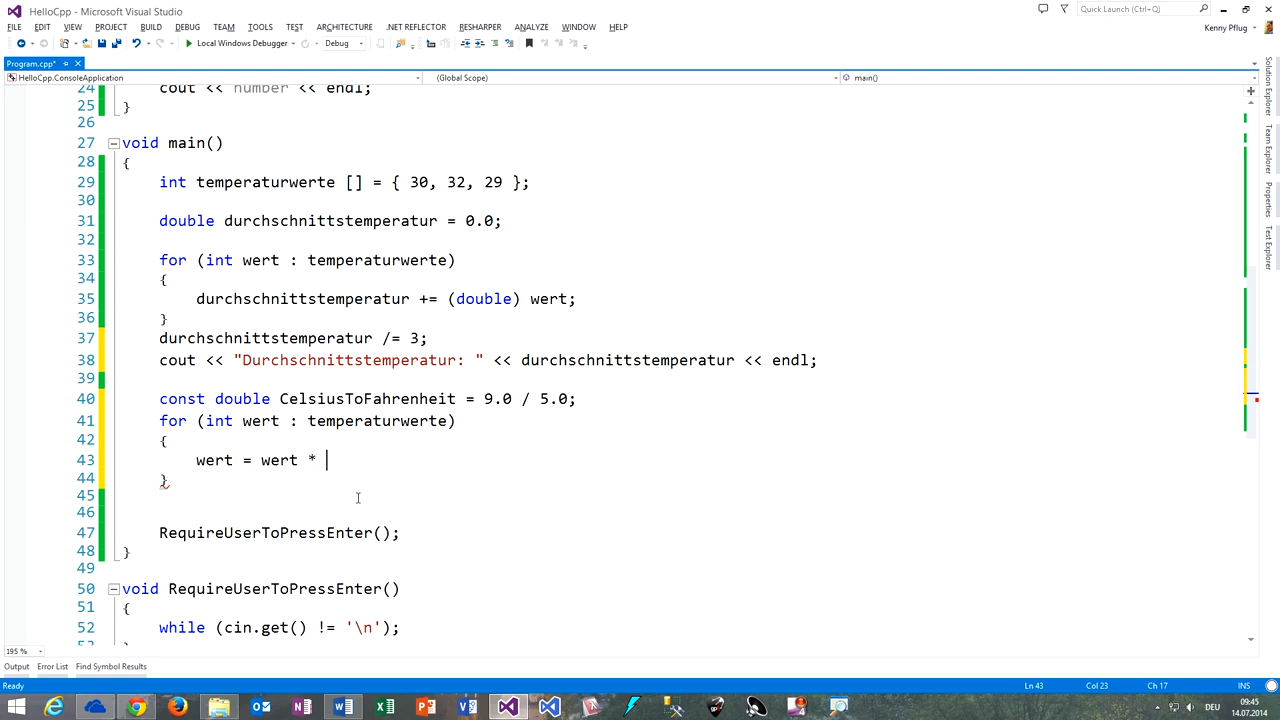 HelloCpp - Microsoft Visual Studio
Quick Launch (Ctrl+Q)
FILE EDIT VIEW PROJECT BUILD DEBUG TEAM TOOLS TEST ARCHITECTURE .NET REFLECTOR RESHARPER ANALYZE WINDOW HELP
Kenny Pflug
Local Windows Debugger Debug
Program.cpp*
HelloCpp.ConsoleApplication (Global Scope) main()
24 cout << number << endl;
25 }
26
27 void main()
28 {
29 int temperaturwerte [] = { 30, 32, 29 };
30
31 double durchschnittstemperatur = 0.0;
32
33 for (int wert : temperaturwerte)
34 {
35 durchschnittstemperatur += (double) wert;
36 }
37 durchschnittstemperatur /= 3;
38 cout << "Durchschnittstemperatur: " << durchschnittstemperatur << endl;
39
40 const double CelsiusToFahrenheit = 9.0 / 5.0;
41 for (int wert : temperaturwerte)
42 {
43 wert = wert *
44 }
45
46
47 RequireUserToPressEnter();
48 }
49
50 void RequireUserToPressEnter()
51 {
52 while (cin.get() != '\n');
53 }
Solution Explorer
Team Explorer
Properties
Test Explorer
195 %
Output Error List Find Symbol Results
Ready Ln 43 Col 23 Ch 17 INS
DEU 09:45
14.07.2014